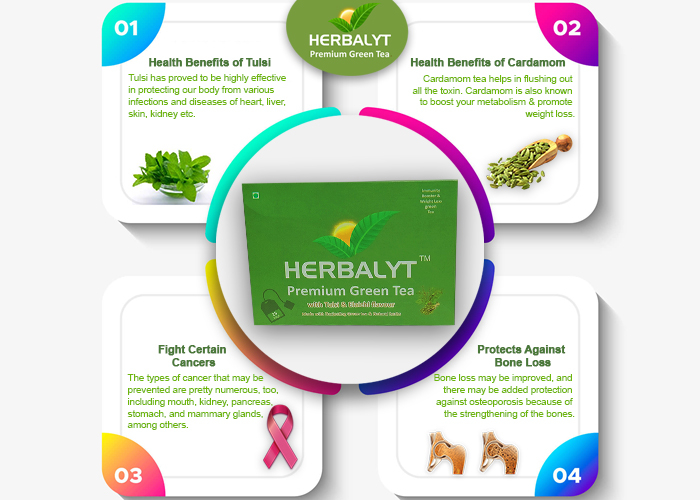 01
Health Benefits of Tulsi
Tulsi has proved to be highly effective
in protecting our body from various
infections and diseases of heart, liver,
skin, kidney etc.
HERBALYT
Premium Green Tea
02
Health Benefits of Cardamom
Cardamom tea helps in flushing out
all the toxin. Cardamom is also known
to boost your metabolism & promote
weight loss.
Immunity
Booster &
Weight Loss
green
Tea
HERBALYT™
Premium Green Tea
with Tulsi & Elaichi flavour
Fight Certain
Cancers
The types of cancer that may be
prevented are pretty numerous, too,
including mouth, kidney, pancreas,
stomach, and mammary glands,
among others.
03
Protects Against
Bone Loss
Bone loss may be improved, and
there may be added protection
against osteoporosis because of
the strengthening of the bones.
04